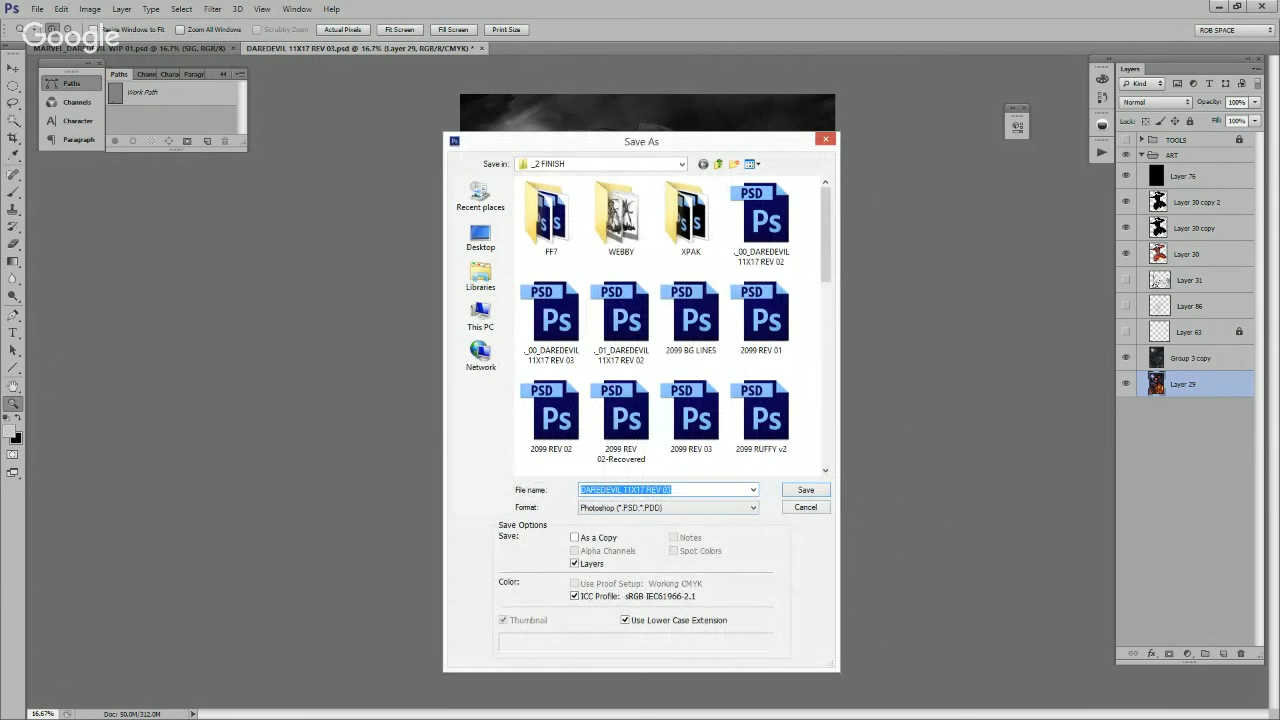 Ps File Edit Image Layer Type Select Filter 3D View Window Help
Google
Resize Windows to Fit Zoom All Windows Scrubby Zoom Actual Pixels Fit Screen Fill Screen Print Size ROB SPACE
MARVEL_DAREDEVIL WIP 01.psd @ 16.7% (SIG, RGB/8) × DAREDEVIL 11X17 REV 03.psd @ 16.7% (Layer 29, RGB/8/CMYK) * ×
Paths
Channels
Character
Paragraph
Paths Chann Chara Paragr
Work Path
Save As
Save in: _2 FINISH
Recent places
Desktop
Libraries
This PC
Network
FF7 WEBBY XPAK ._00_DAREDEVIL
11X17 REV 02
._00_DAREDEVIL
11X17 REV 03
._01_DAREDEVIL
11X17 REV 02
2099 BG LINES
2099 REV 01
2099 REV 02
2099 REV
02-Recovered
2099 REV 03
2099 RUFFY v2
File name: DAREDEVIL 11X17 REV 03 Save
Format: Photoshop (*.PSD;*.PDD) Cancel
Save Options
Save: As a Copy Notes
Alpha Channels Spot Colors
Layers
Color: Use Proof Setup: Working CMYK
ICC Profile: sRGB IEC61966-2.1
Thumbnail Use Lower Case Extension
Layers
Kind
Normal Opacity: 100%
Lock: Fill: 100%
TOOLS
ART
Layer 76
Layer 30 copy 2
Layer 30 copy
Layer 30
Layer 31
Layer 86
Layer 63
Group 3 copy
Layer 29
16.67% Doc: 50.0M/312.0M